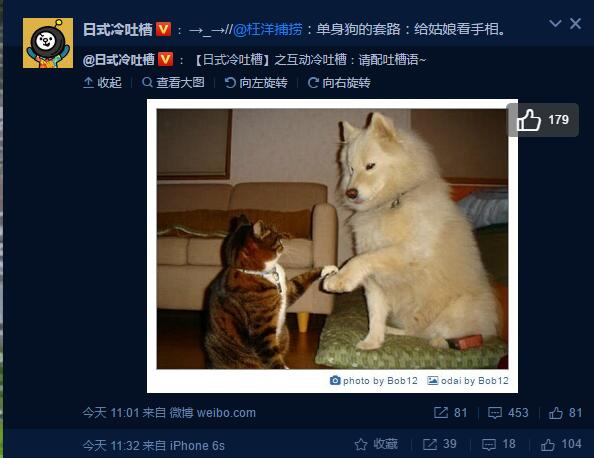 日式冷吐槽 V ：→_→//@枉洋捕捞：单身狗的套路：给姑娘看手相。
@日式冷吐槽 V ：【日式冷吐槽】之互动冷吐槽：请配吐槽语~
收起 | 查看大图 | 向左旋转 | 向右旋转
179
photo by Bob12 odai by Bob12
今天 11:01 来自 微博 weibo.com 81 | 453 | 81
今天 11:32 来自 iPhone 6s 收藏 | 39 | 18 | 104